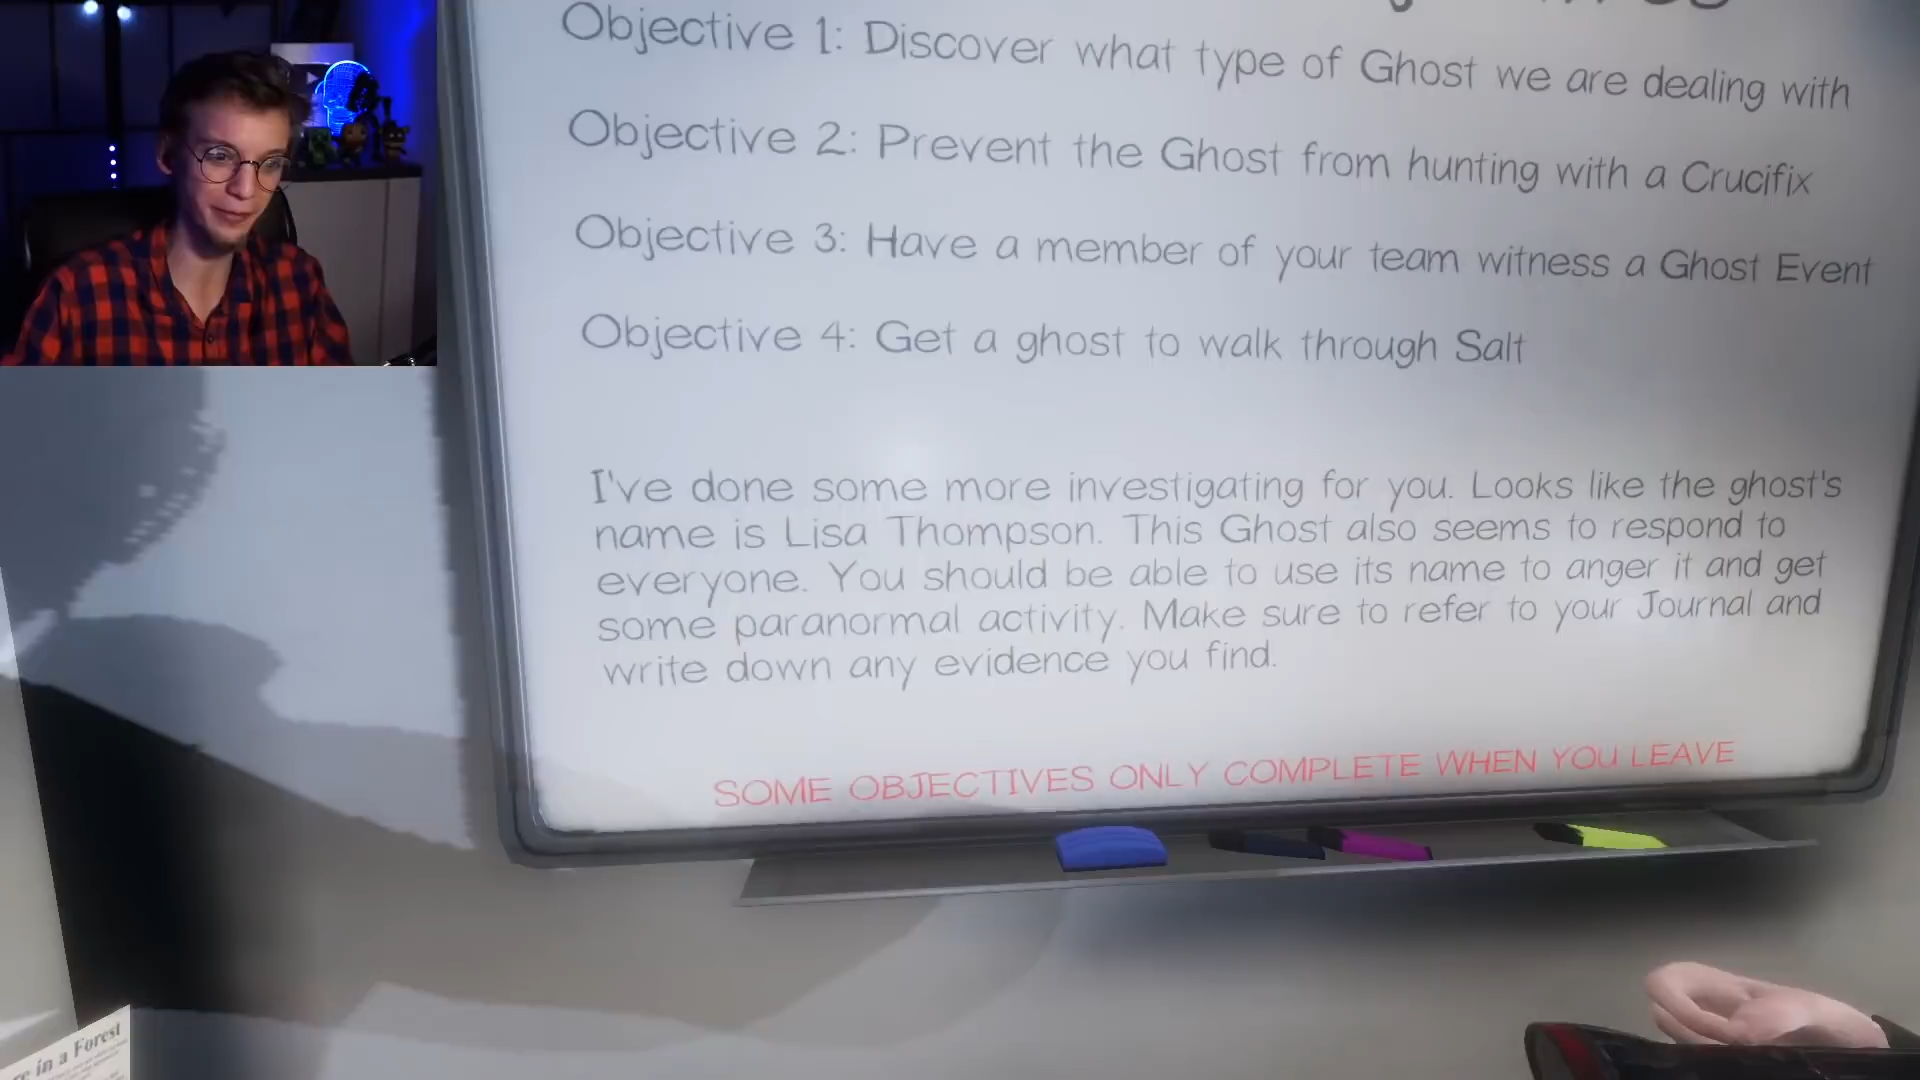 Objective 1: Discover what type of Ghost we are dealing with
Objective 2: Prevent the Ghost from hunting with a Crucifix
Objective 3: Have a member of your team witness a Ghost Event
Objective 4: Get a ghost to walk through Salt
I've done some more investigating for you. Looks like the ghost's
name is Lisa Thompson. This Ghost also seems to respond to
everyone. You should be able to use its name to anger it and get
some paranormal activity. Make sure to refer to your Journal and
write down any evidence you find.
SOME OBJECTIVES ONLY COMPLETE WHEN YOU LEAVE
in a Forest